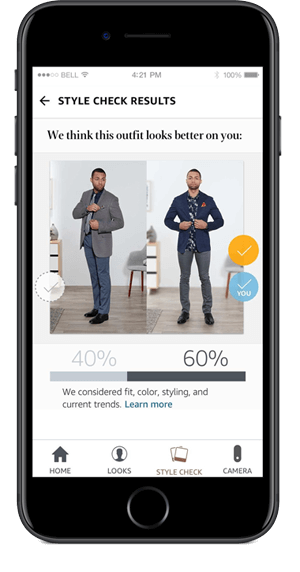 BELL 4:21 PM 100%
STYLE CHECK RESULTS
We think this outfit looks better on you:
YOU
40% 60%
We considered fit, color, styling, and
current trends. Learn more
HOME LOOKS STYLE CHECK CAMERA